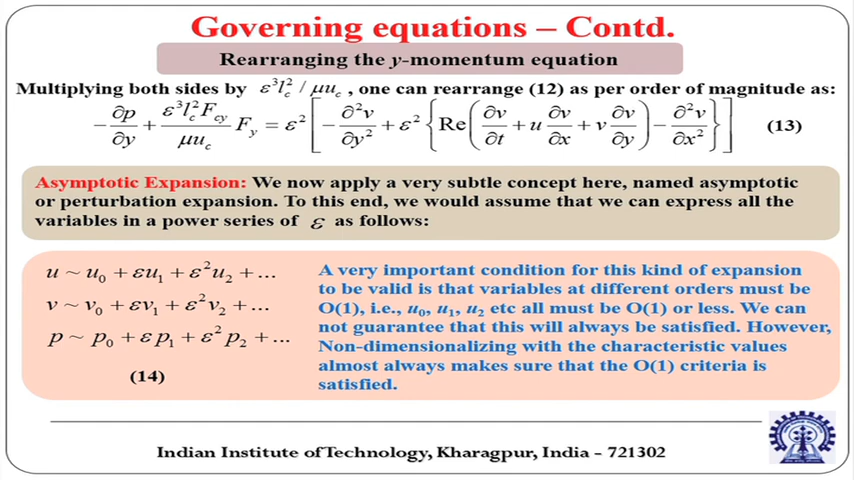 Governing equations – Contd.
Rearranging the y-momentum equation
Multiplying both sides by ε³l_c² / μu_c , one can rearrange (12) as per order of magnitude as:
−∂p/∂y + (ε³l_c²F_cy / μu_c) F_y = ε² [ −∂²v/∂y² + ε² { Re ( ∂v/∂t + u ∂v/∂x + v ∂v/∂y ) − ∂²v/∂x² } ] (13)
Asymptotic Expansion: We now apply a very subtle concept here, named asymptotic
or perturbation expansion. To this end, we would assume that we can express all the
variables in a power series of ε as follows:
u ~ u₀ + εu₁ + ε²u₂ + ...
v ~ v₀ + εv₁ + ε²v₂ + ...
p ~ p₀ + εp₁ + ε²p₂ + ...
(14)
A very important condition for this kind of expansion
to be valid is that variables at different orders must be
O(1), i.e., u₀, u₁, u₂ etc all must be O(1) or less. We can
not guarantee that this will always be satisfied. However,
Non-dimensionalizing with the characteristic values
almost always makes sure that the O(1) criteria is
satisfied.
Indian Institute of Technology, Kharagpur, India - 721302